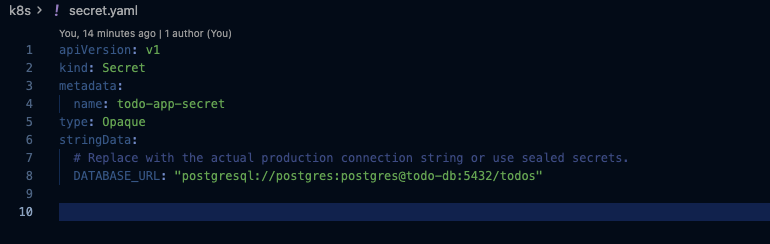 k8s > ! secret.yaml
You, 14 minutes ago | 1 author (You)
1 apiVersion: v1
2 kind: Secret
3 metadata:
4   name: todo-app-secret
5 type: Opaque
6 stringData:
7   # Replace with the actual production connection string or use sealed secrets.
8   DATABASE_URL: "postgresql://postgres:postgres@todo-db:5432/todos"
9
10